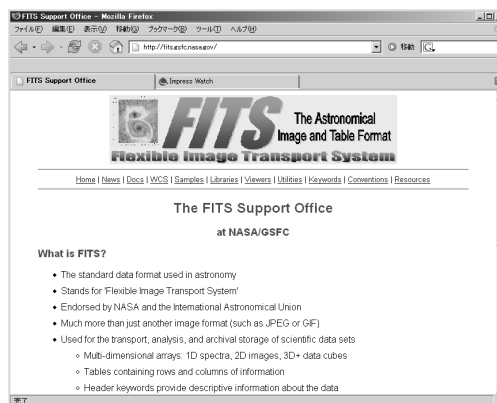 FITS Support Office - Mozilla Firefox
ファイル(F) 編集(E) 表示(V) 移動(G) ブックマーク(B) ツール(T) ヘルプ(H)
http://fits.gsfc.nasa.gov/ 移動 G
FITS Support Office Impress Watch
FITS
The Astronomical
Image and Table Format
Flexible Image Transport System
Home | News | Docs | WCS | Samples | Libraries | Viewers | Utilities | Keywords | Conventions | Resources
The FITS Support Office
at NASA/GSFC
What is FITS?
• The standard data format used in astronomy
• Stands for 'Flexible Image Transport System'
• Endorsed by NASA and the International Astronomical Union
• Much more than just another image format (such as JPEG or GIF)
• Used for the transport, analysis, and archival storage of scientific data sets
◦ Multi-dimensional arrays: 1D spectra, 2D images, 3D+ data cubes
◦ Tables containing rows and columns of information
◦ Header keywords provide descriptive information about the data
完了